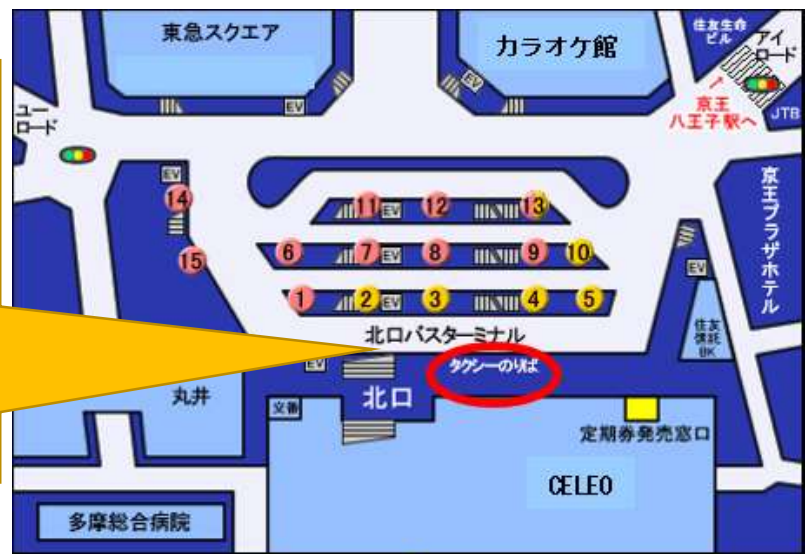 東急スクエア
カラオケ館
住友生命
ビル
アイ
ロード
京王
八王子駅へ
JTB
ユー
ロード
EV
EV
EV
14
15
11
EV
12
13
6
7
EV
8
9
10
1
2
EV
3
4
5
EV
京王プラザホテル
住友
信託
BK
北口バスターミナル
EV
タクシーのりば
丸井
交番
北口
定期券発売窓口
CELEO
多摩総合病院